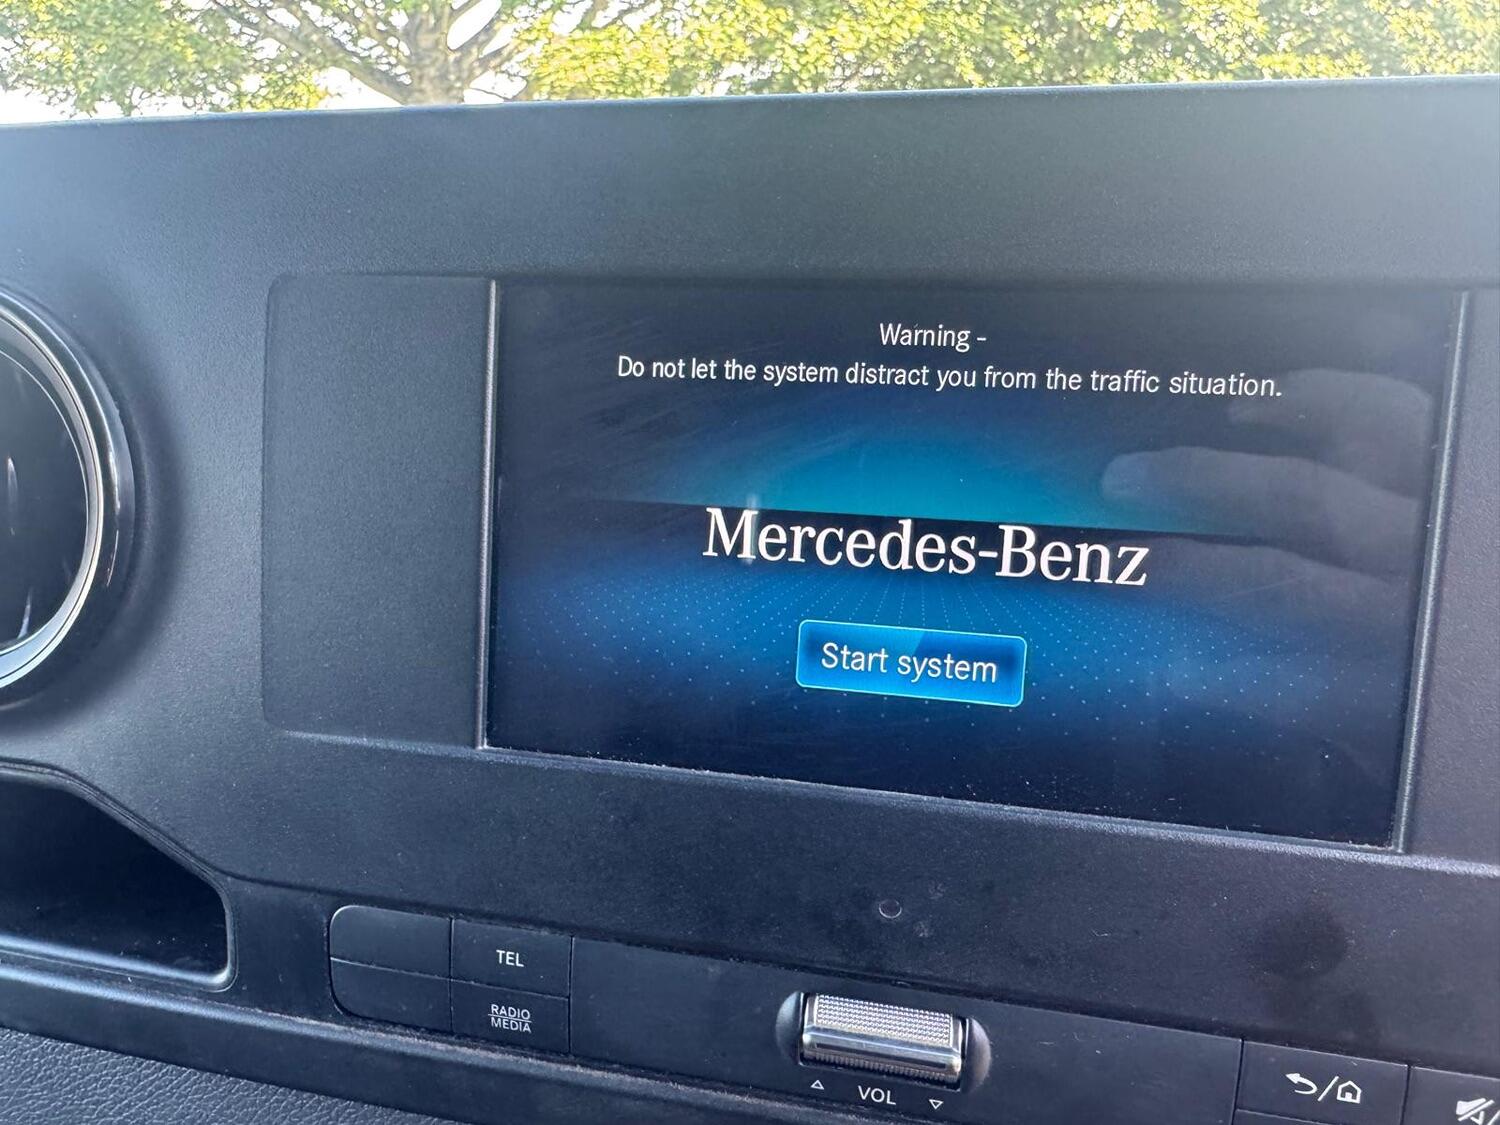 Warning -
Do not let the system distract you from the traffic situation.
Mercedes-Benz
Start system
TEL
RADIO
MEDIA
VOL